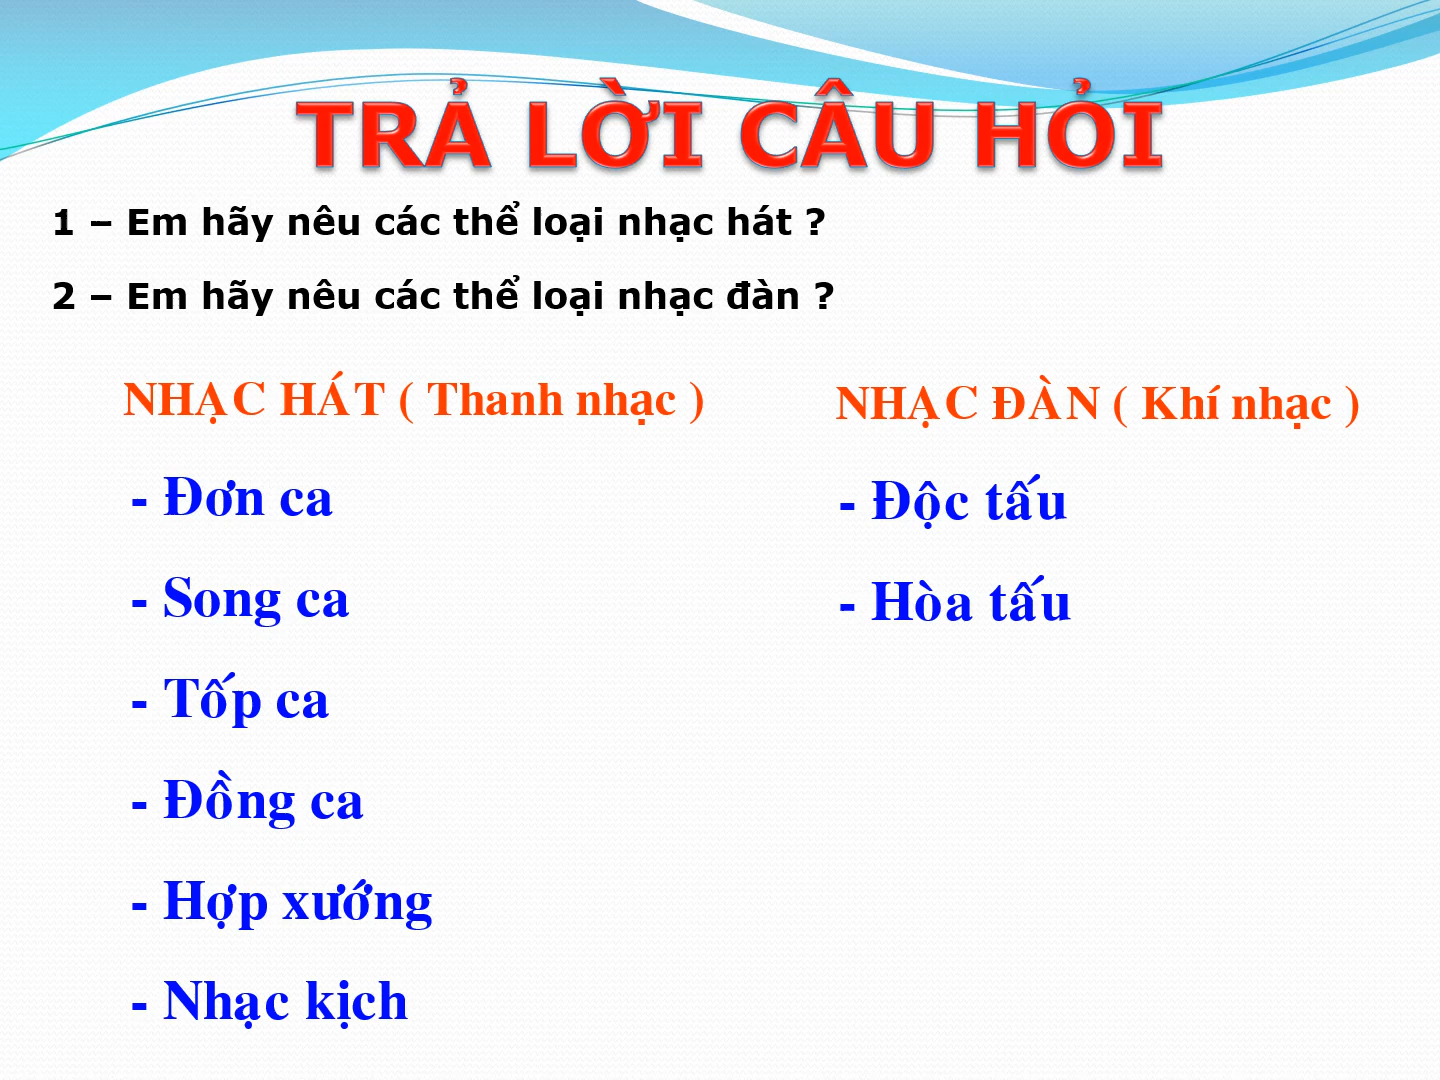 TRẢ LỜI CÂU HỎI
1 – Em hãy nêu các thể loại nhạc hát ?
2 – Em hãy nêu các thể loại nhạc đàn ?
NHẠC HÁT ( Thanh nhạc )
- Đơn ca
- Song ca
- Tốp ca
- Đồng ca
- Hợp xướng
- Nhạc kịch
NHẠC ĐÀN ( Khí nhạc )
- Độc tấu
- Hòa tấu